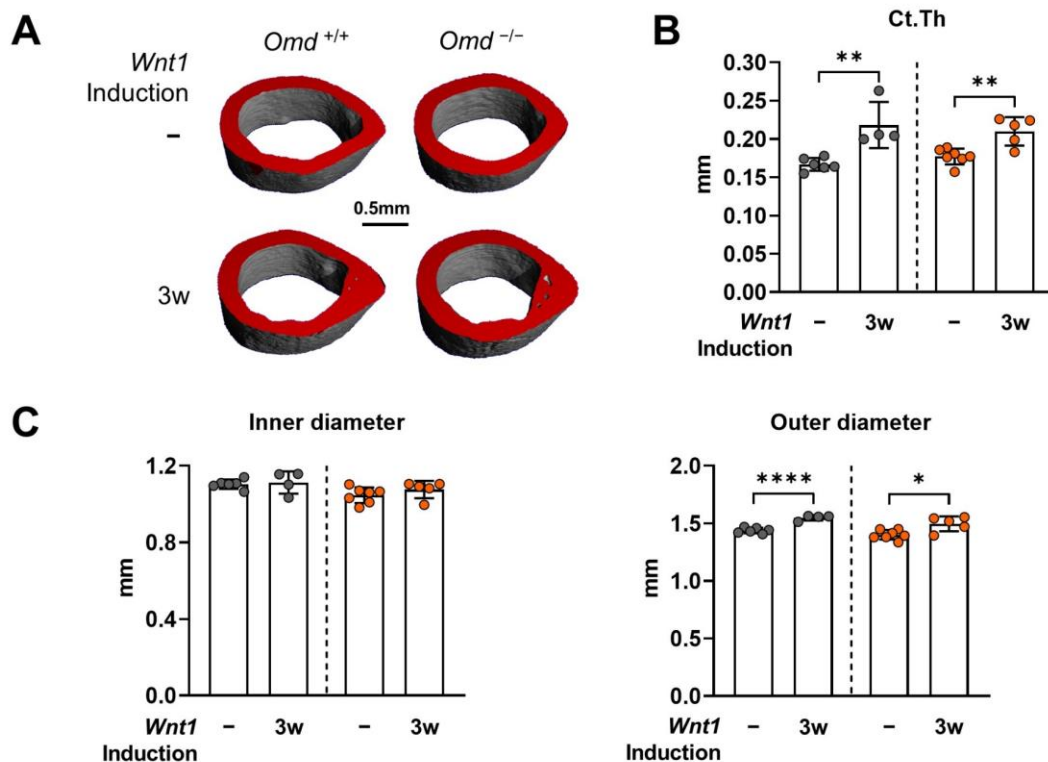 A
Omd +/+
Omd −/−
Wnt1
Induction
−
0.5mm
3w
B
Ct.Th
**
**
0.30
0.25
0.20
0.15
0.10
0.05
0.00
mm
Wnt1
Induction
− 3w − 3w
C
Inner diameter
1.2
0.8
0.4
0.0
mm
Wnt1
Induction
− 3w − 3w
Outer diameter
****
*
2.0
1.5
1.0
0.5
0.0
mm
Wnt1
Induction
− 3w − 3w